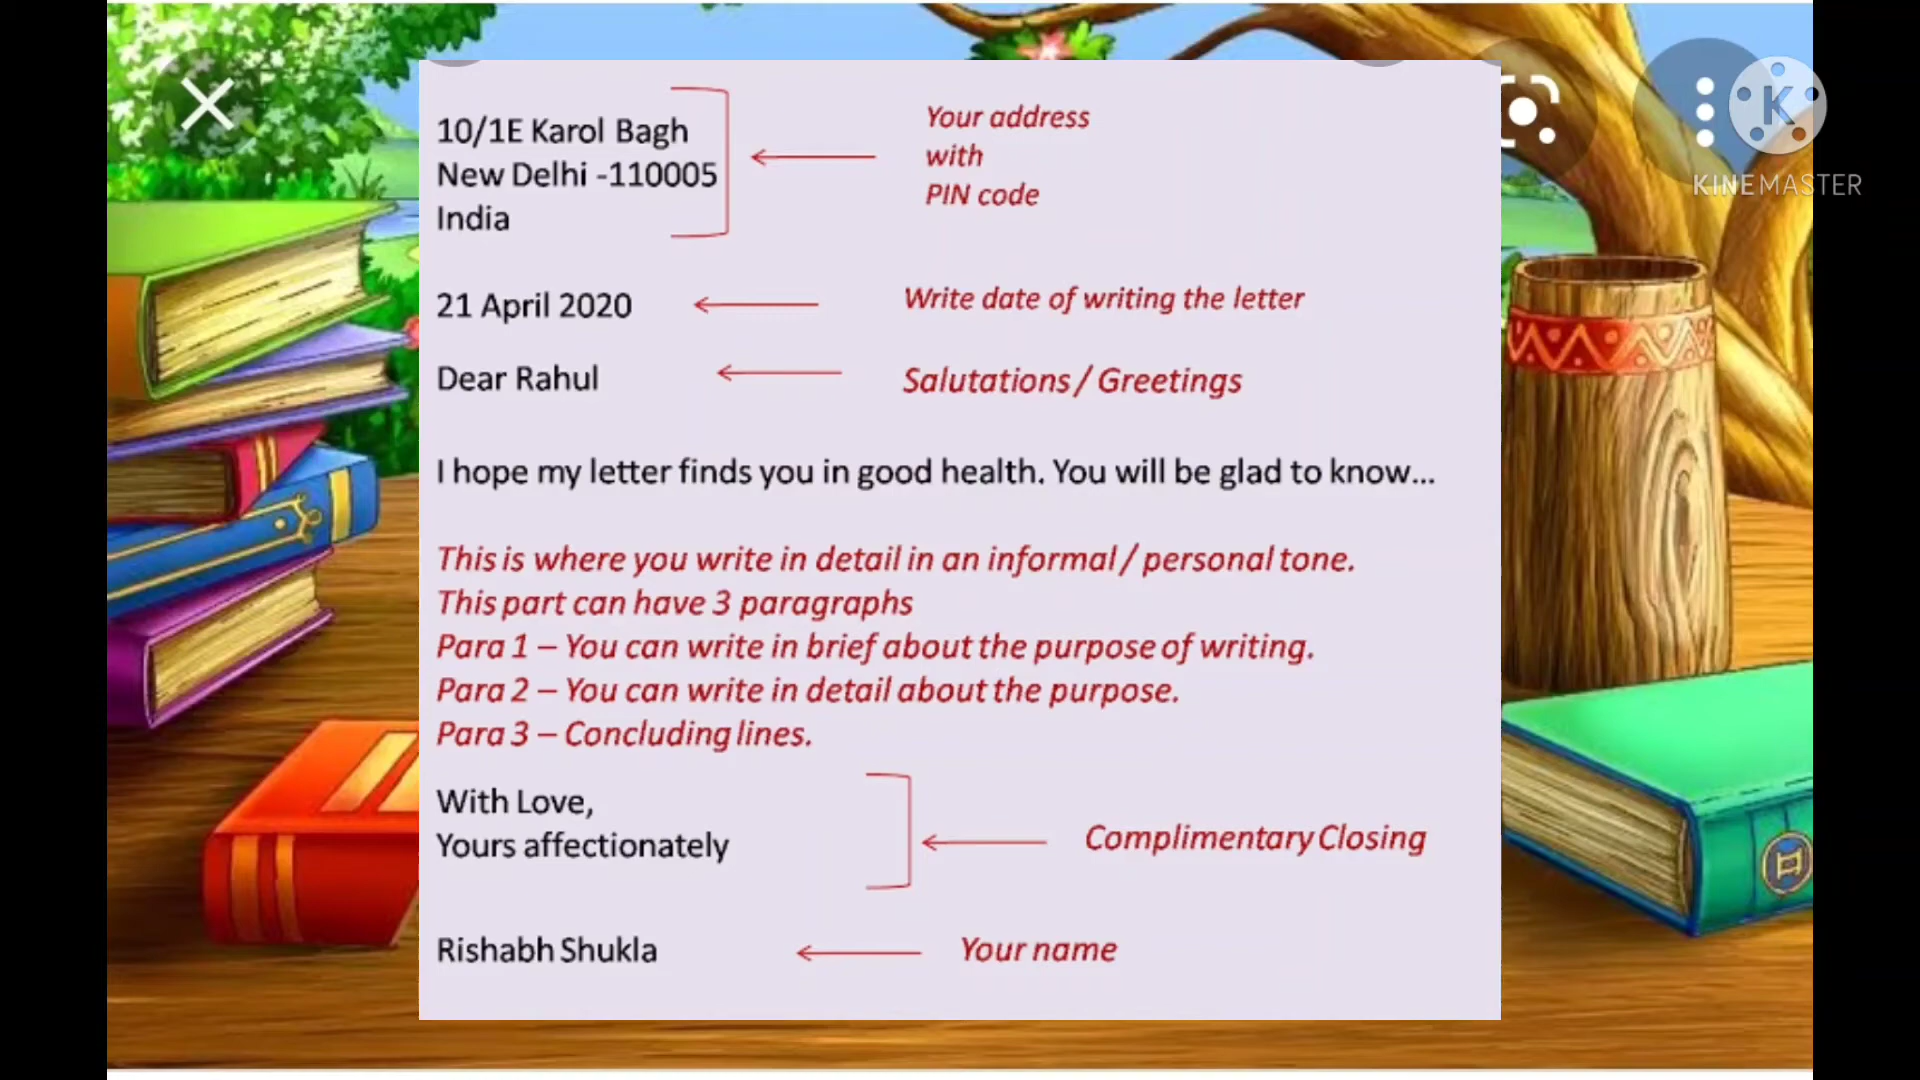 10/1E Karol Bagh
New Delhi -110005
India
Your address
with
PIN code
KINEMASTER
21 April 2020
Write date of writing the letter
Dear Rahul
Salutations / Greetings
I hope my letter finds you in good health. You will be glad to know...
This is where you write in detail in an informal / personal tone.
This part can have 3 paragraphs
Para 1 – You can write in brief about the purpose of writing.
Para 2 – You can write in detail about the purpose.
Para 3 – Concluding lines.
With Love,
Yours affectionately
Complimentary Closing
Rishabh Shukla
Your name